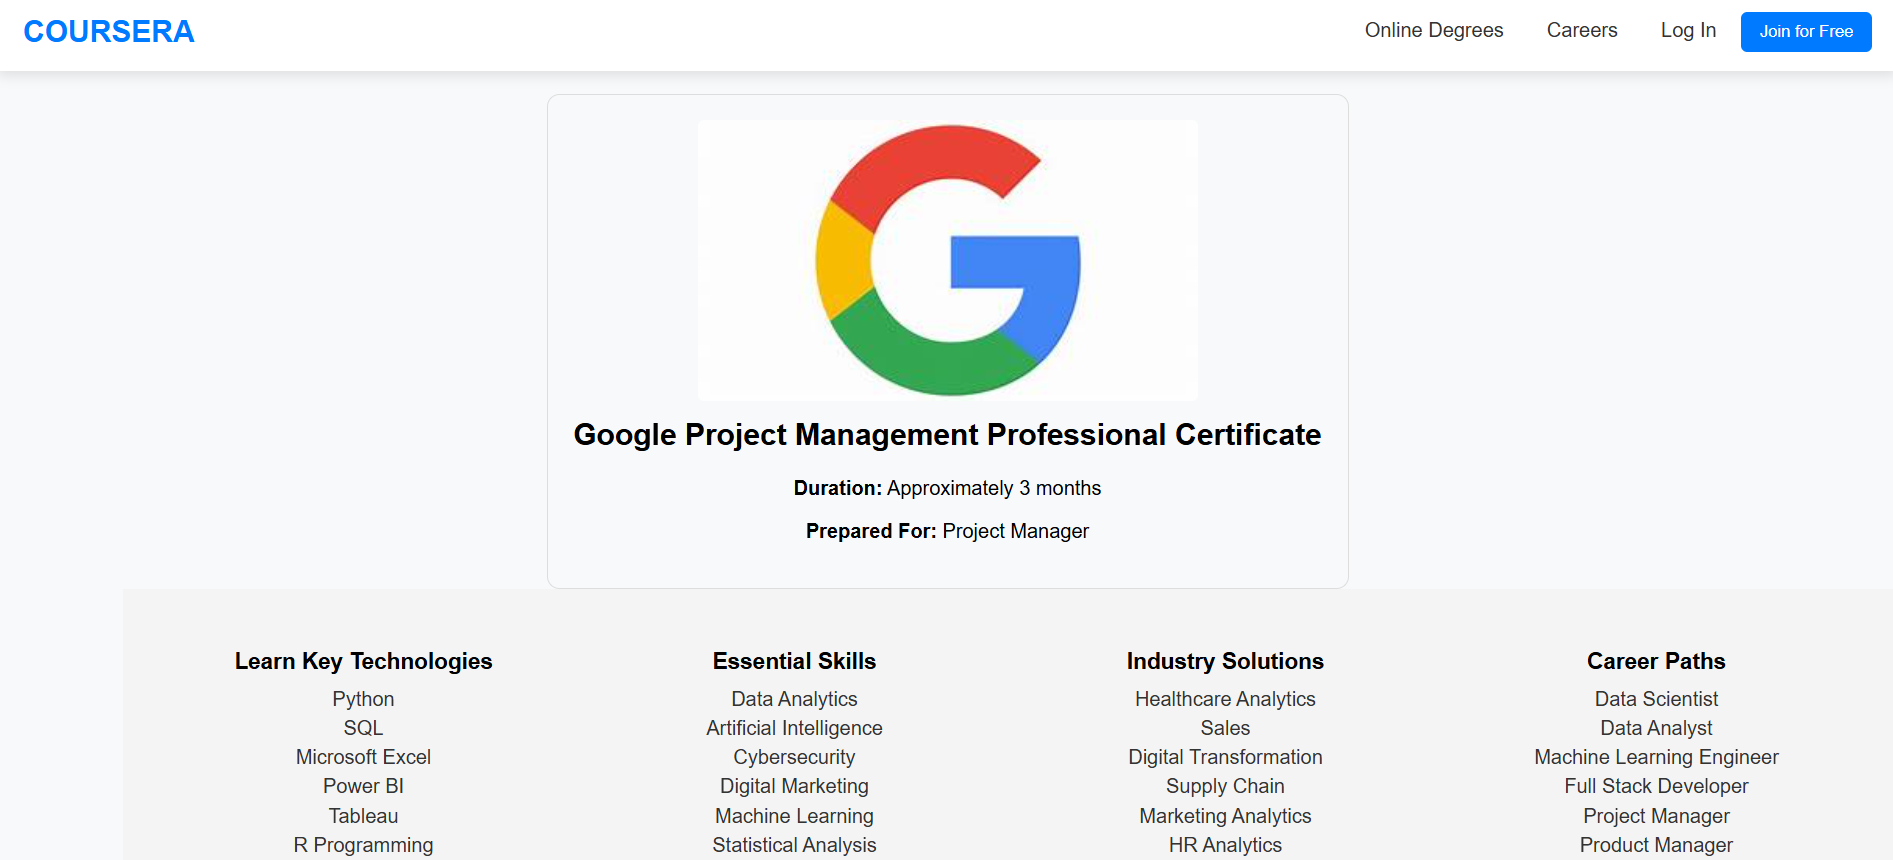 COURSERA
Online Degrees
Careers
Log In
Join for Free
Google Project Management Professional Certificate
Duration: Approximately 3 months
Prepared For: Project Manager
Learn Key Technologies
Python
SQL
Microsoft Excel
Power BI
Tableau
R Programming
Essential Skills
Data Analytics
Artificial Intelligence
Cybersecurity
Digital Marketing
Machine Learning
Statistical Analysis
Industry Solutions
Healthcare Analytics
Sales
Digital Transformation
Supply Chain
Marketing Analytics
HR Analytics
Career Paths
Data Scientist
Data Analyst
Machine Learning Engineer
Full Stack Developer
Project Manager
Product Manager